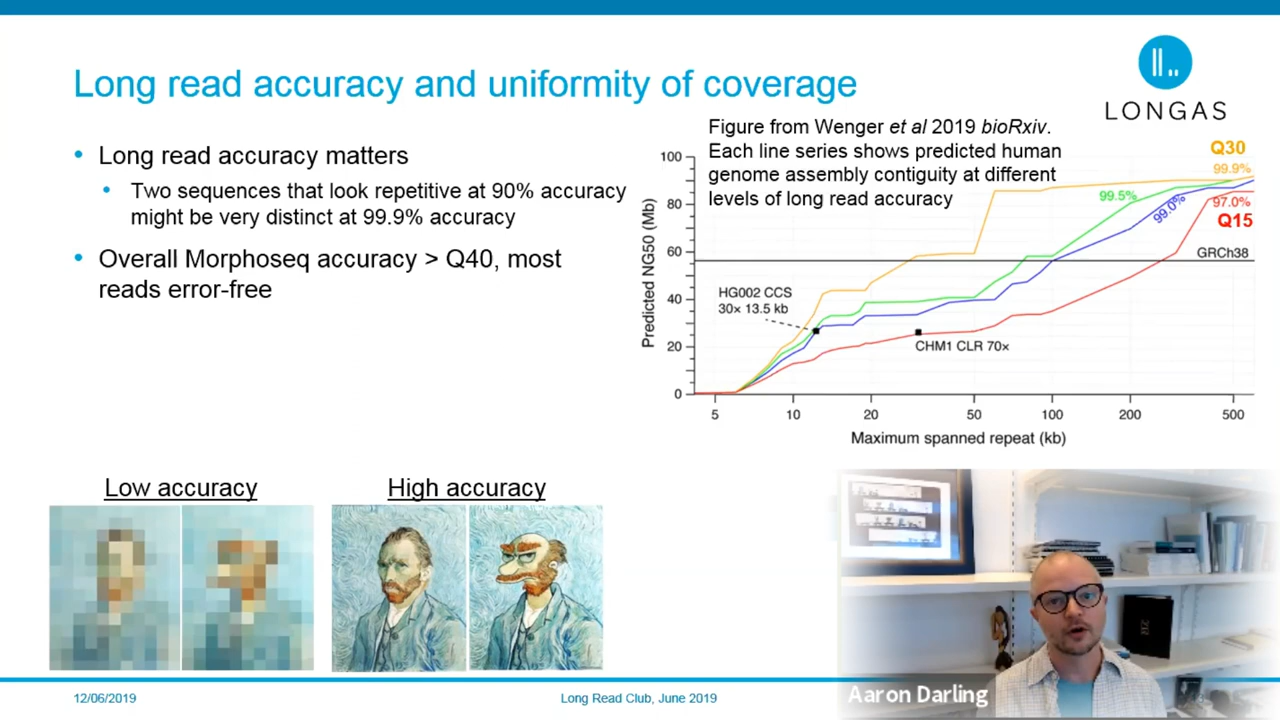 Long read accuracy and uniformity of coverage
LONGAS
• Long read accuracy matters
• Two sequences that look repetitive at 90% accuracy
might be very distinct at 99.9% accuracy
• Overall Morphoseq accuracy > Q40, most
reads error-free
Figure from Wenger et al 2019 bioRxiv.
Each line series shows predicted human
genome assembly contiguity at different
levels of long read accuracy
Q30
99.9%
99.5%
99.0%
97.0%
Q15
GRCh38
HG002 CCS
30× 13.5 kb
CHM1 CLR 70×
Predicted NG50 (Mb)
100
80
60
40
20
0
5 10 20 50 100 200 500
Maximum spanned repeat (kb)
Low accuracy
High accuracy
Aaron Darling
12/06/2019
Long Read Club, June 2019